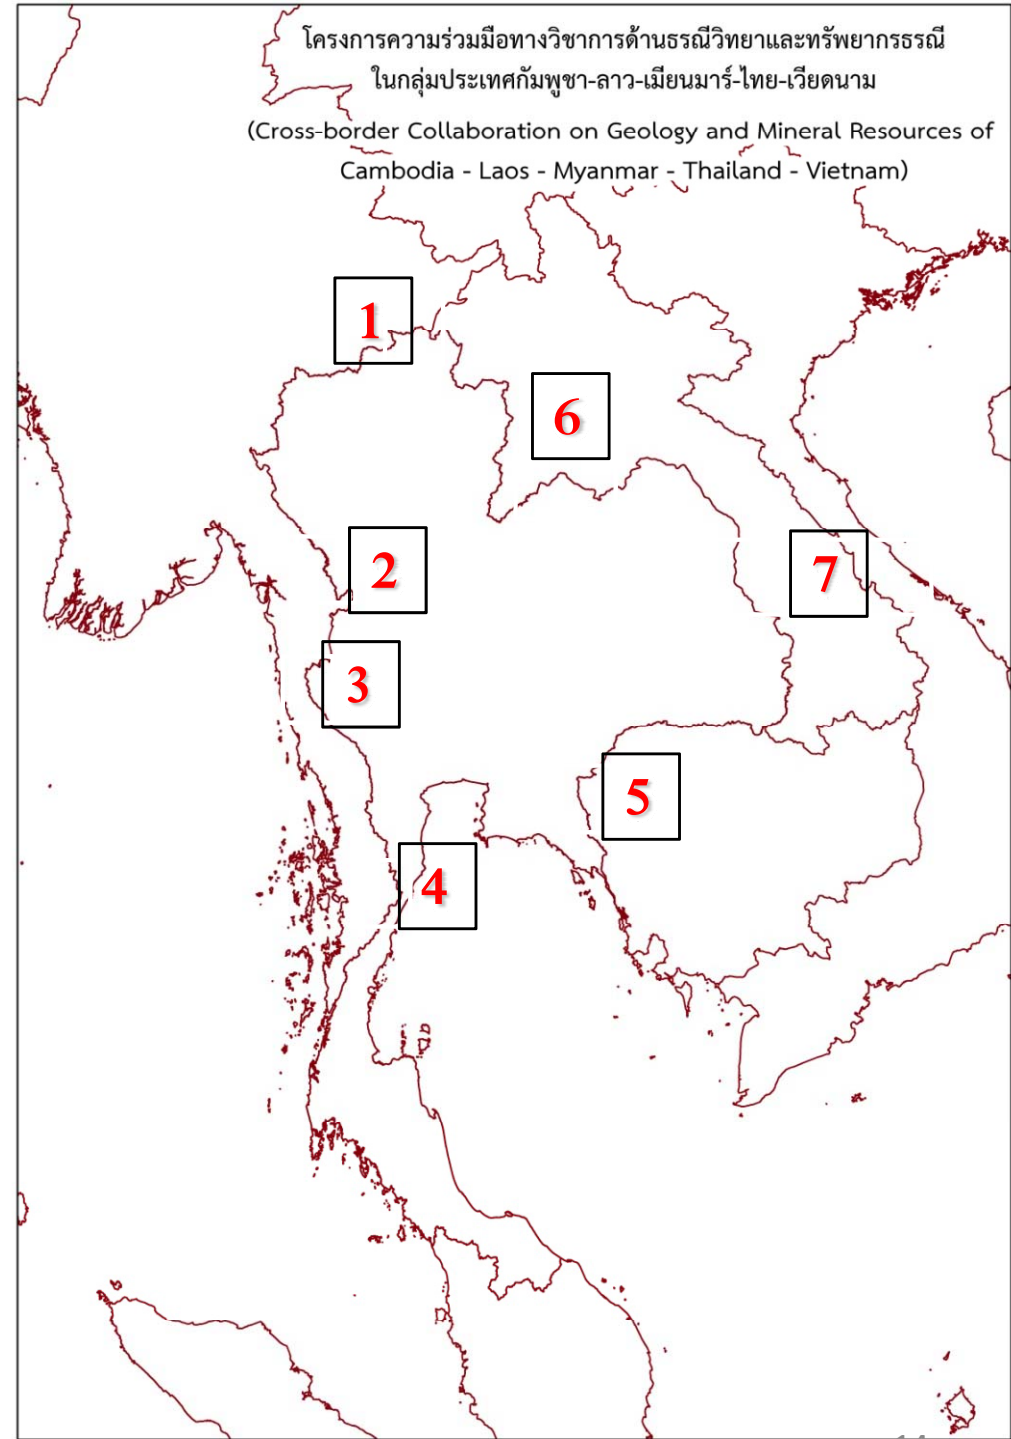 โครงการความร่วมมือทางวิชาการด้านธรณีวิทยาและทรัพยากรธรณี
ในกลุ่มประเทศกัมพูชา-ลาว-เมียนมาร์-ไทย-เวียดนาม
(Cross-border Collaboration on Geology and Mineral Resources of
Cambodia - Laos - Myanmar - Thailand - Vietnam)
1
6
2
7
3
5
4